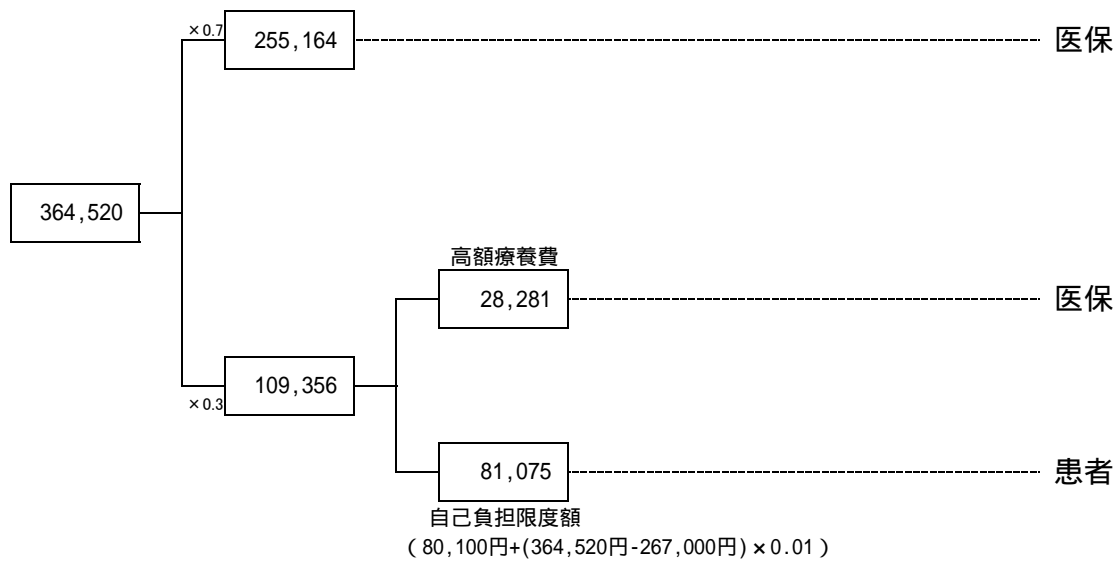 ×0.7
255,164
医保
364,520
高額療養費
28,281
医保
109,356
×0.3
81,075
患者
自己負担限度額
(80,100円+(364,520円-267,000円)×0.01)